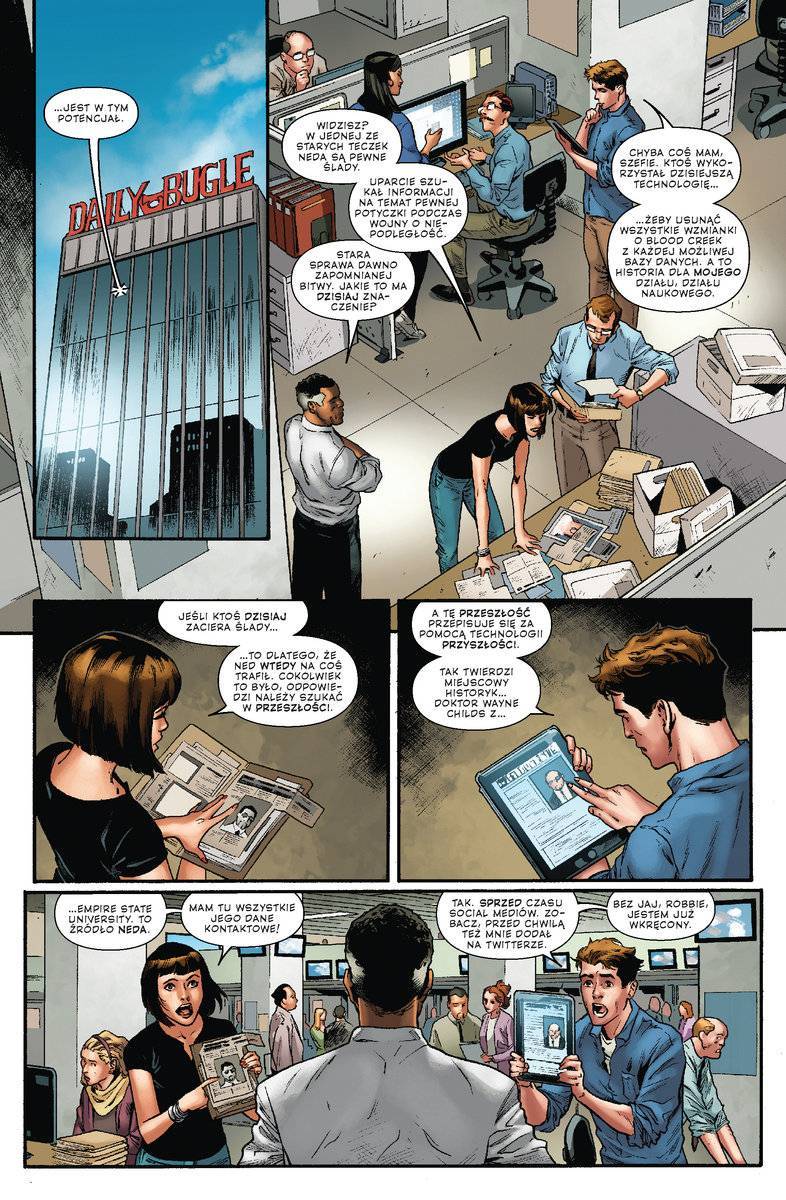 ...JEST W TYM
POTENCJAŁ.
DAILY BUGLE
WIDZISZ?
W JEDNEJ ZE
STARYCH TECZEK
NEDA SĄ PEWNE
ŚLADY.
UPARCIE SZU-
KAŁ INFORMACJI
NA TEMAT PEWNEJ
POTYCZKI PODCZAS
WOJNY O NIE-
PODLEGŁOŚĆ.
STARA
SPRAWA DAWNO
ZAPOMNIANEJ
BITWY. JAKIE TO MA
DZISIAJ ZNA-
CZENIE?
CHYBA COŚ MAM,
SZEFIE. KTOŚ WYKO-
RZYSTAŁ DZISIEJSZĄ
TECHNOLOGIĘ...
...ŻEBY USUNĄĆ
WSZYSTKIE WZMIANKI
O BLOOD CREEK
Z KAŻDEJ MOŻLIWEJ
BAZY DANYCH. A TO
HISTORIA DLA MOJEGO
DZIAŁU, DZIAŁU
NAUKOWEGO.
JEŚLI KTOŚ DZISIAJ
ZACIERA ŚLADY...
...TO DLATEGO, ŻE
NED WTEDY NA COŚ
TRAFIŁ. COKOLWIEK
TO BYŁO, ODPOWIE-
DZI NALEŻY SZUKAĆ
W PRZESZŁOŚCI.
A TĘ PRZESZŁOŚĆ
PRZEPISUJE SIĘ ZA
POMOCĄ TECHNOLOGII
PRZYSZŁOŚCI.
TAK TWIERDZI
MIEJSCOWY
HISTORYK...
DOKTOR WAYNE
CHILDS Z...
...EMPIRE STATE
UNIVERSITY. TO
ŹRÓDŁO NEDA.
MAM TU WSZYSTKIE
JEGO DANE
KONTAKTOWE!
TAK. SPRZED CZASU
SOCIAL MEDIÓW. ZO-
BACZ, PRZED CHWILĄ
TEŻ MNIE DODAŁ
NA TWITTERZE.
BEZ JAJ, ROBBIE,
JESTEM JUŻ
WKRĘCONY.